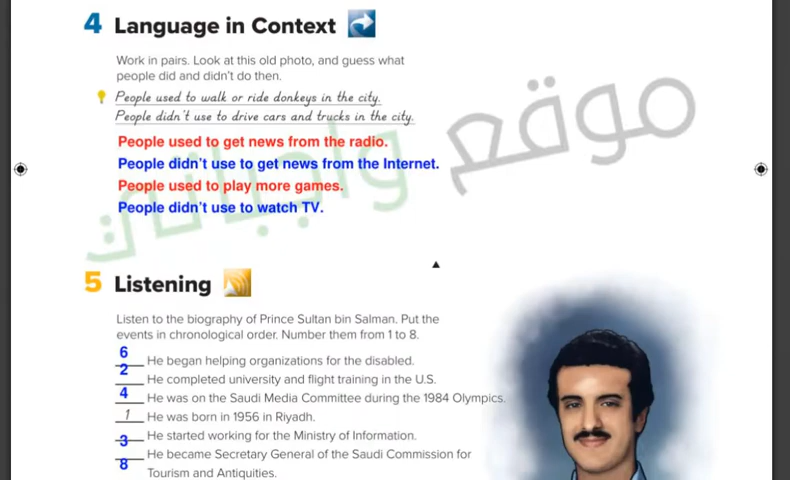 4 Language in Context
Work in pairs. Look at this old photo, and guess what
people did and didn't do then.
People used to walk or ride donkeys in the city.
People didn't use to drive cars and trucks in the city.
People used to get news from the radio.
People didn't use to get news from the Internet.
People used to play more games.
People didn't use to watch TV.
موقع
واجباتك
5 Listening
Listen to the biography of Prince Sultan bin Salman. Put the
events in chronological order. Number them from 1 to 8.
6 He began helping organizations for the disabled.
2 He completed university and flight training in the U.S.
4 He was on the Saudi Media Committee during the 1984 Olympics.
1 He was born in 1956 in Riyadh.
3 He started working for the Ministry of Information.
8 He became Secretary General of the Saudi Commission for
Tourism and Antiquities.